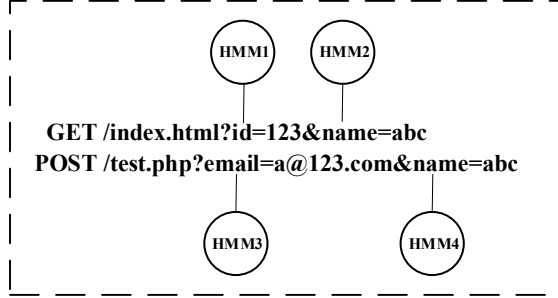 HMM1 HMM2
GET /index.html?id=123&name=abc
POST /test.php?email=a@123.com&name=abc
HMM3 HMM4